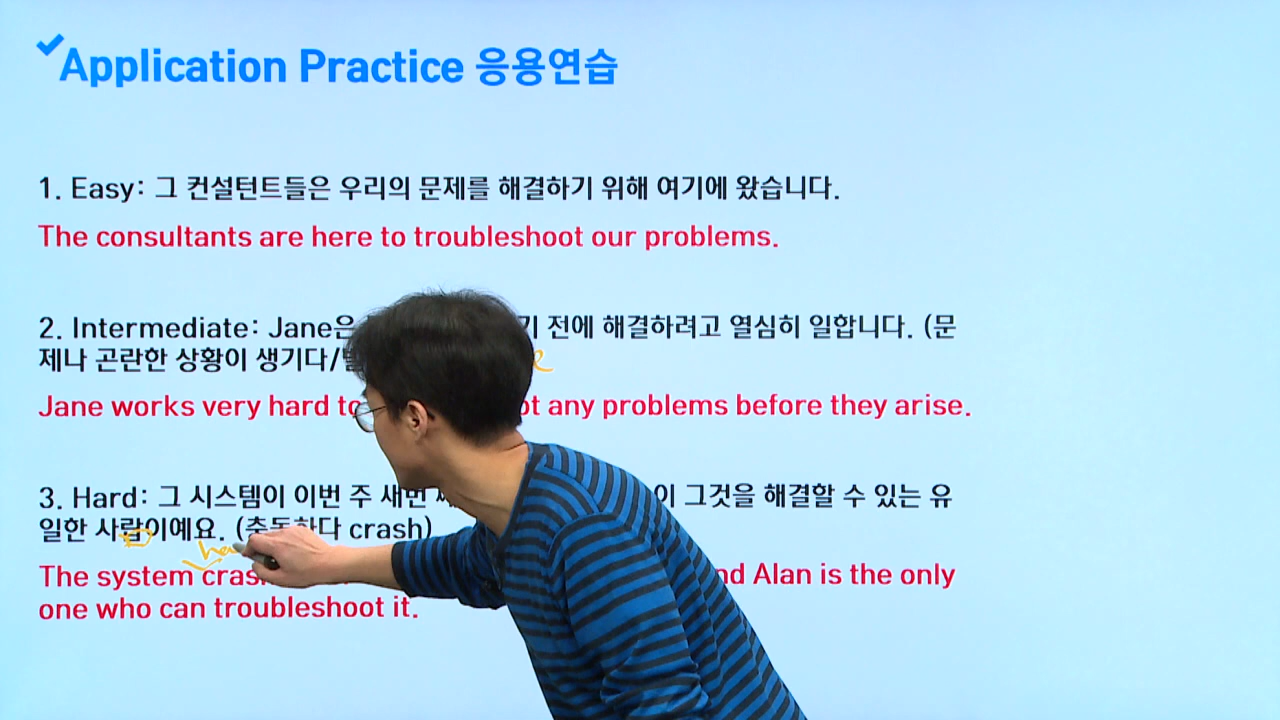 Application Practice 응용연습
1. Easy: 그 컨설턴트들은 우리의 문제를 해결하기 위해 여기에 왔습니다.
The consultants are here to troubleshoot our problems.
2. Intermediate: Jane은 전에 해결하려고 열심히 일합니다. (문
제나 곤란한 상황이 생기다/
Jane works very hard to any problems before they arise.
3. Hard: 그 시스템이 이번 주 새번 그것을 해결할 수 있는 유
일한 사람이예요. (충돌하다 crash)
The system Alan is the only
one who can troubleshoot it.